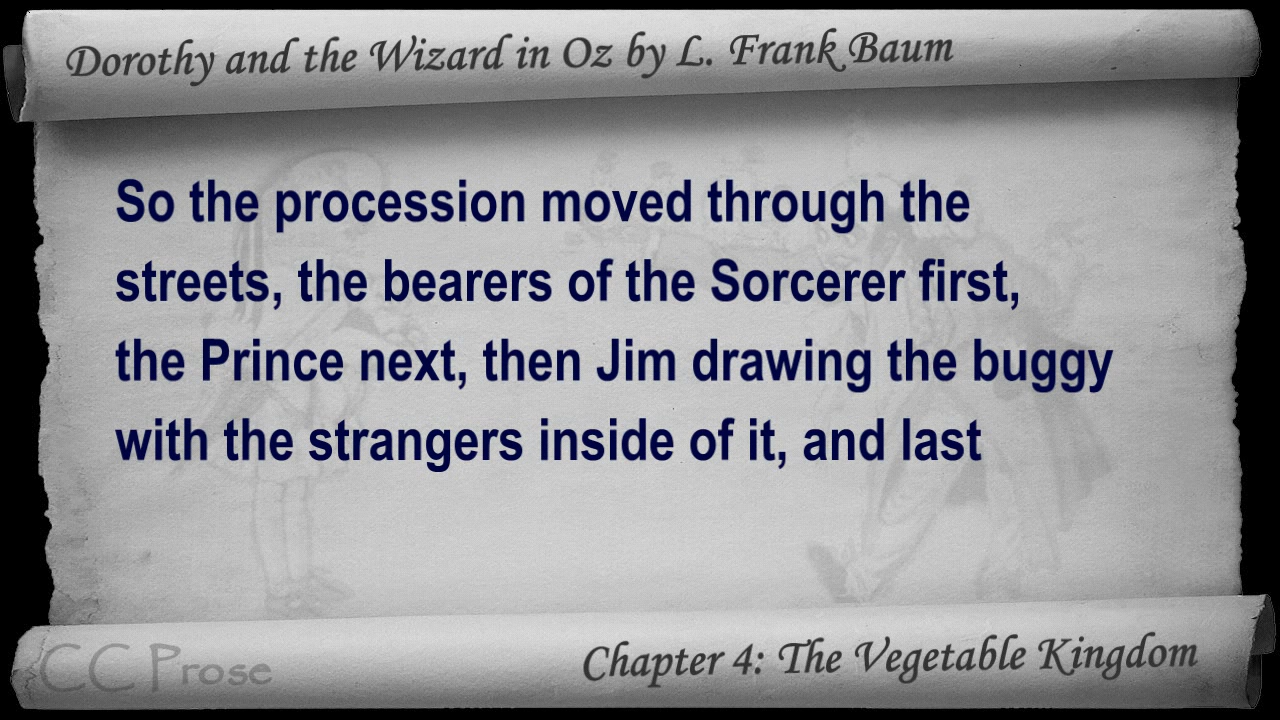 Dorothy and the Wizard in Oz by L. Frank Baum
So the procession moved through the
streets, the bearers of the Sorcerer first,
the Prince next, then Jim drawing the buggy
with the strangers inside of it, and last
CC Prose
Chapter 4: The Vegetable Kingdom